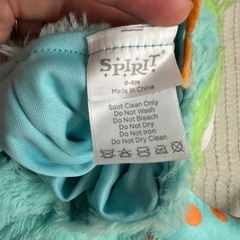 SPIRIT
0-6M
Made in China
Spot Clean Only
Do Not Wash
Do Not Bleach
Do Not Dry
Do Not Iron
Do Not Dry Clean